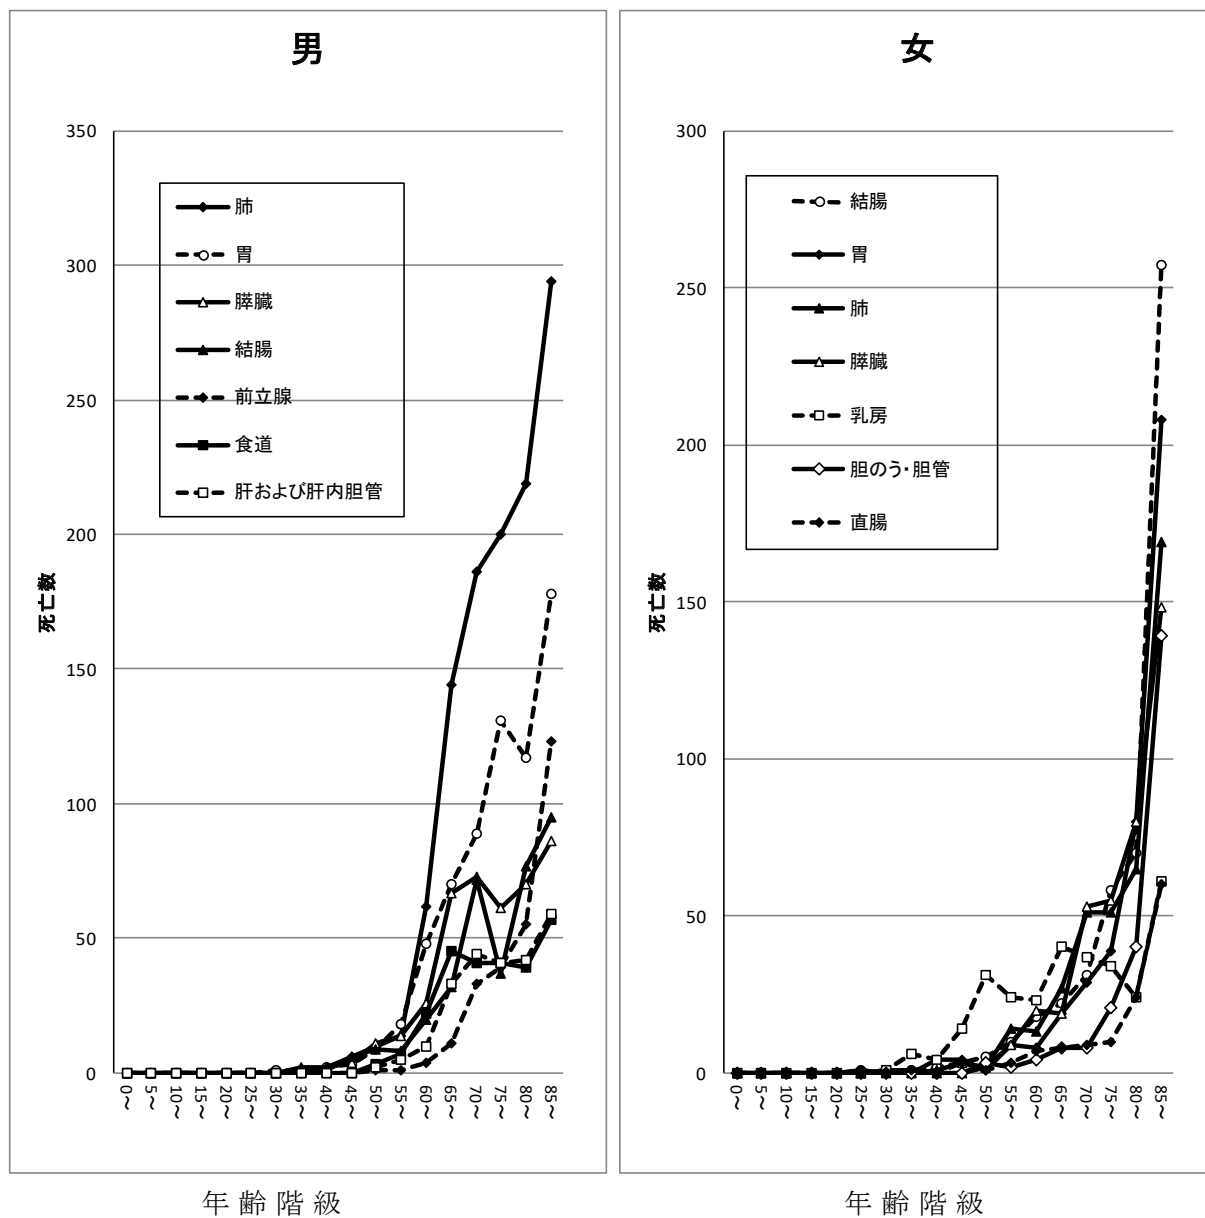 男
350
300
250
200
150
100
50
0
死亡数
肺
胃
膵臓
結腸
前立腺
食道
肝および肝内胆管
0～
5～
10～
15～
20～
25～
30～
35～
40～
45～
50～
55～
60～
65～
70～
75～
80～
85～
年齢階級
女
300
250
200
150
100
50
0
死亡数
結腸
胃
肺
膵臓
乳房
胆のう・胆管
直腸
0～
5～
10～
15～
20～
25～
30～
35～
40～
45～
50～
55～
60～
65～
70～
75～
80～
85～
年齢階級